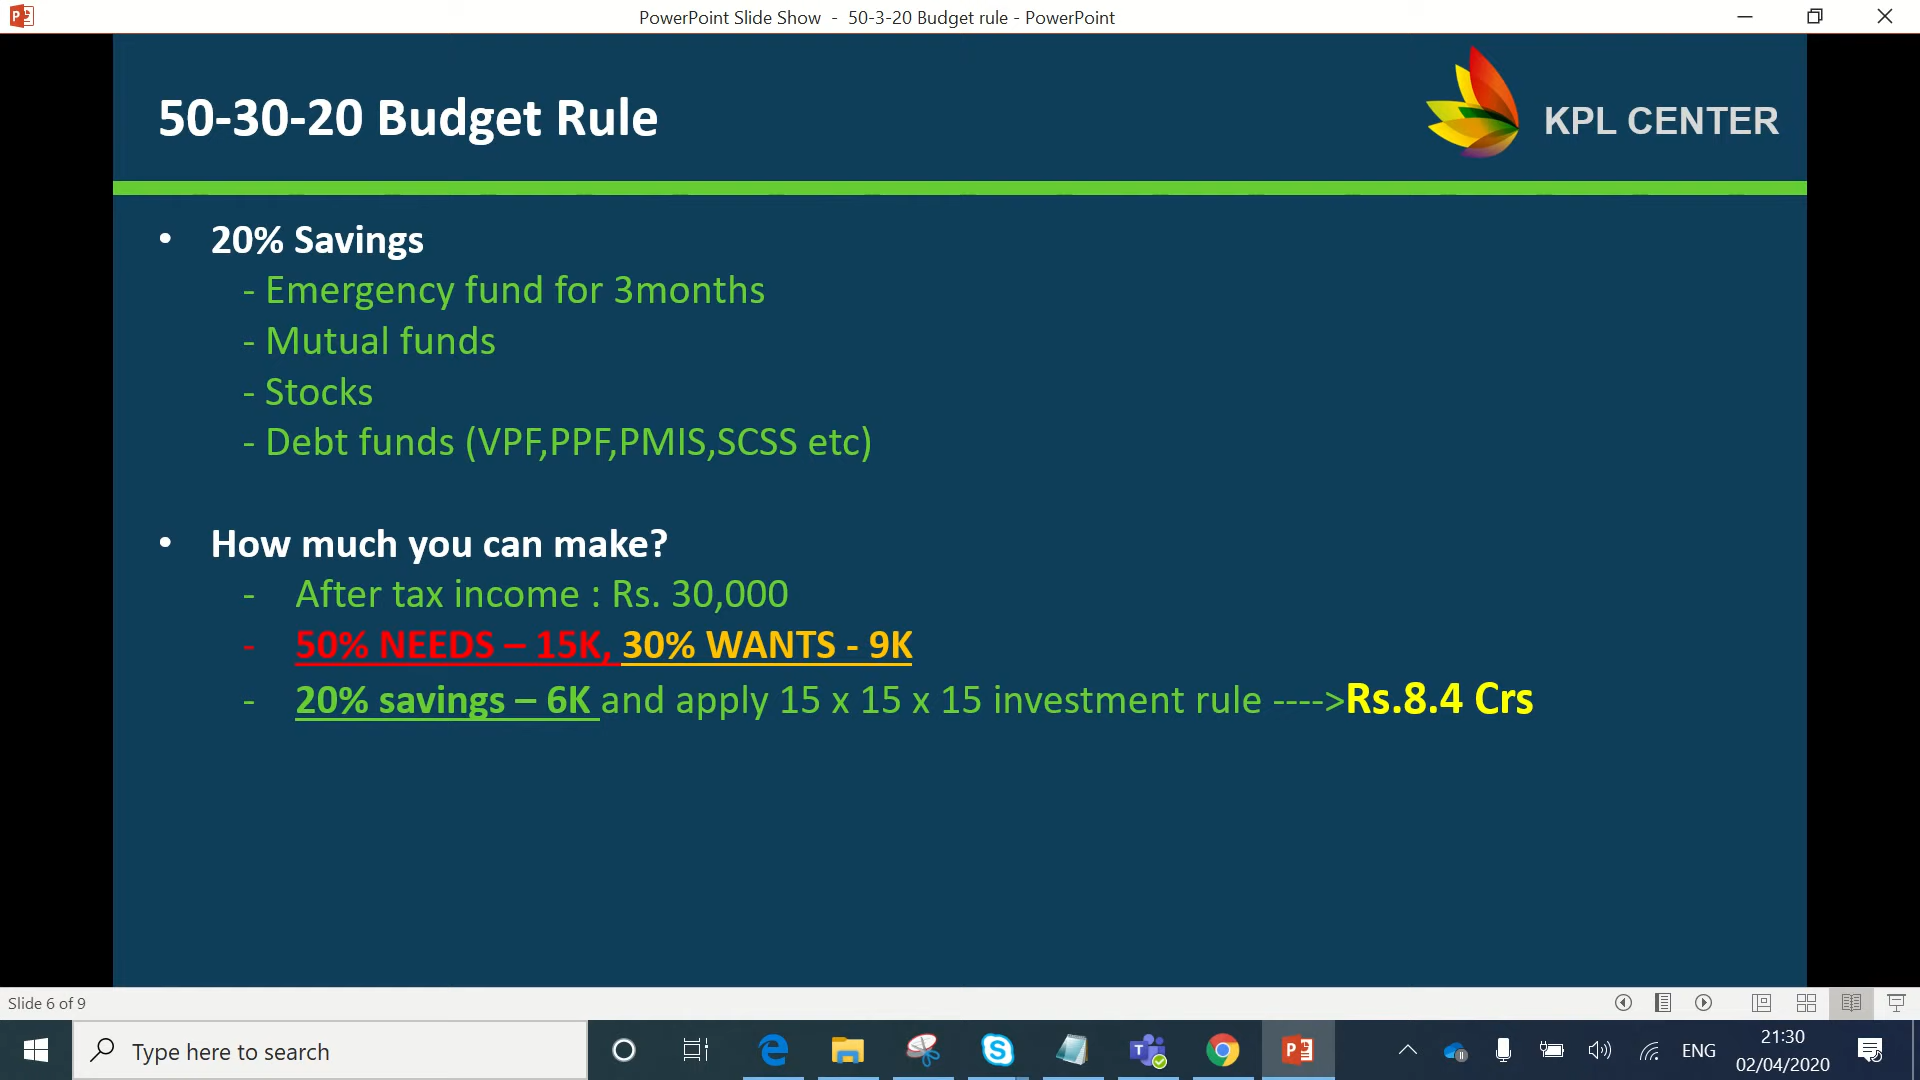 PowerPoint Slide Show - 50-3-20 Budget rule - PowerPoint
50-30-20 Budget Rule
KPL CENTER
• 20% Savings
- Emergency fund for 3months
- Mutual funds
- Stocks
- Debt funds (VPF,PPF,PMIS,SCSS etc)
• How much you can make?
- After tax income : Rs. 30,000
- 50% NEEDS – 15K, 30% WANTS - 9K
- 20% savings – 6K and apply 15 x 15 x 15 investment rule ---->Rs.8.4 Crs
Slide 6 of 9
Type here to search
ENG
21:30
02/04/2020